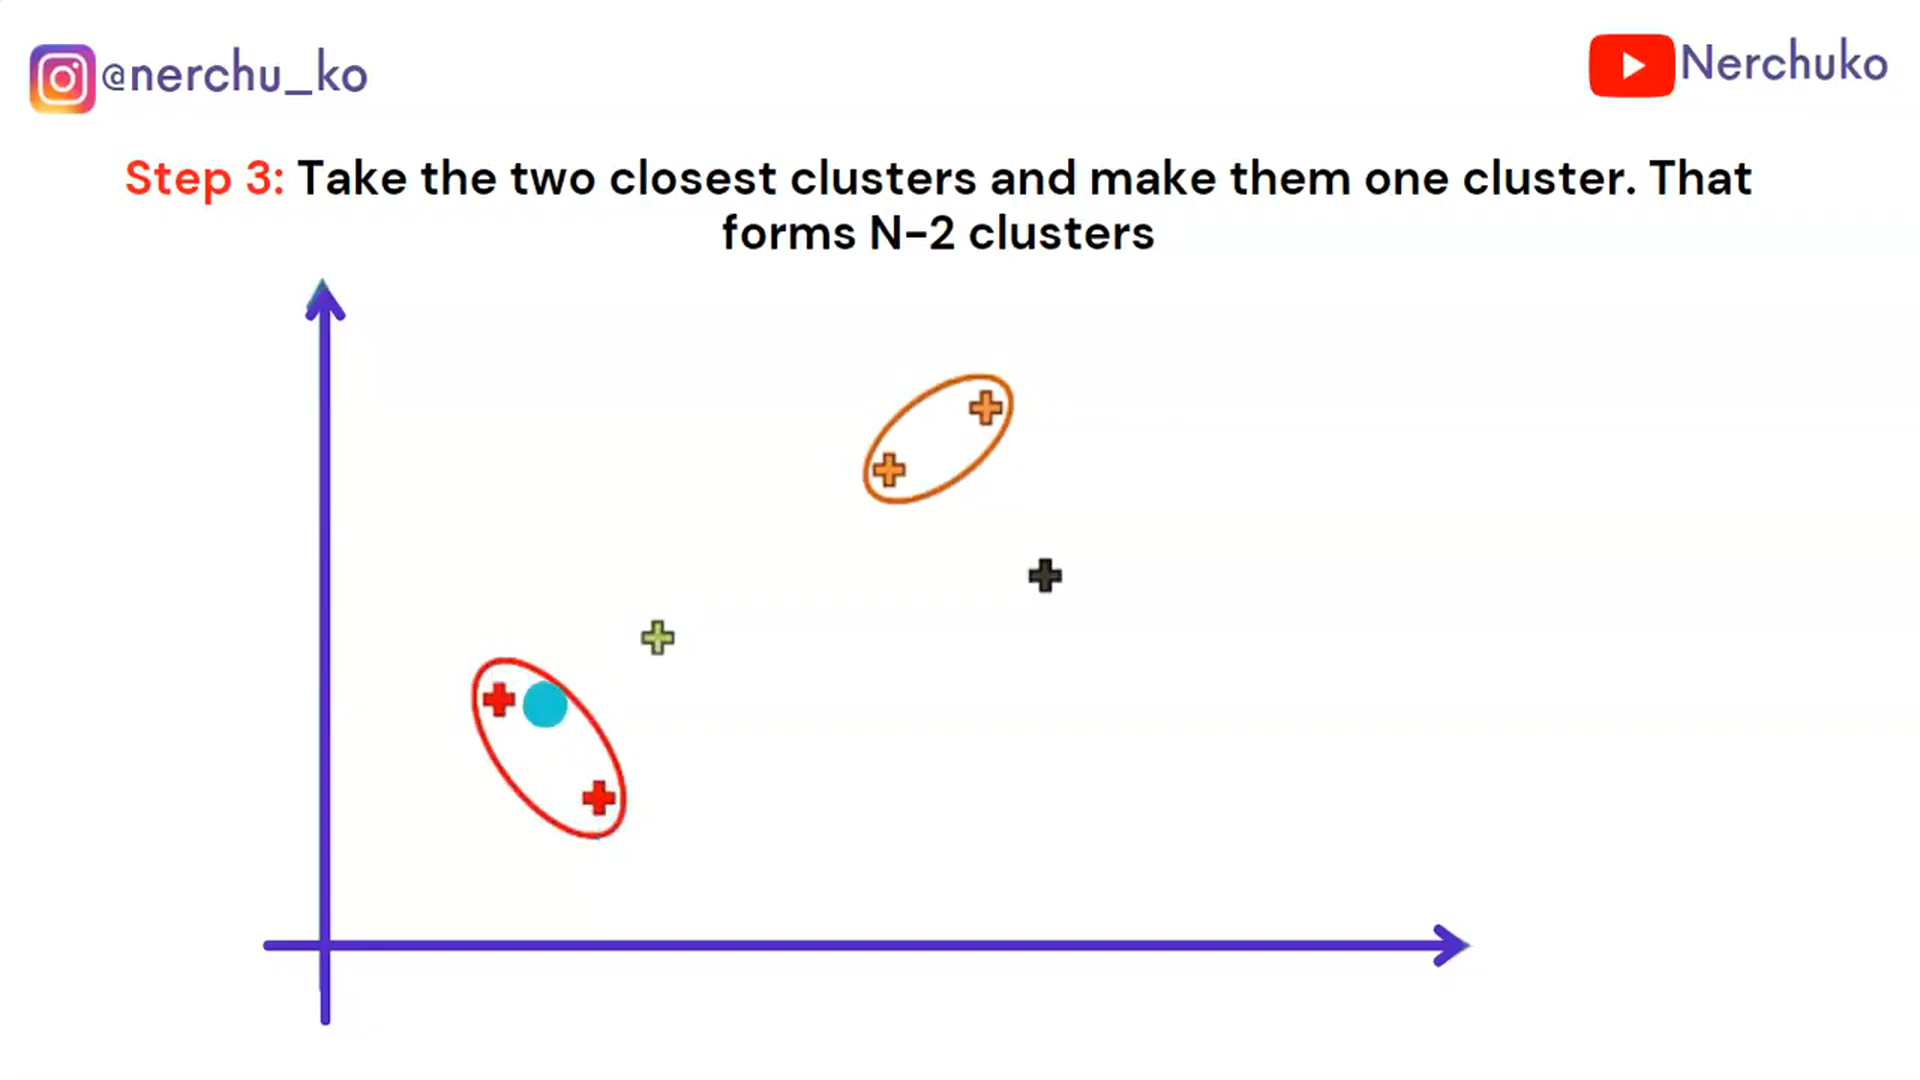 @nerchu_ko
Nerchuko
Step 3: Take the two closest clusters and make them one cluster. That
forms N-2 clusters